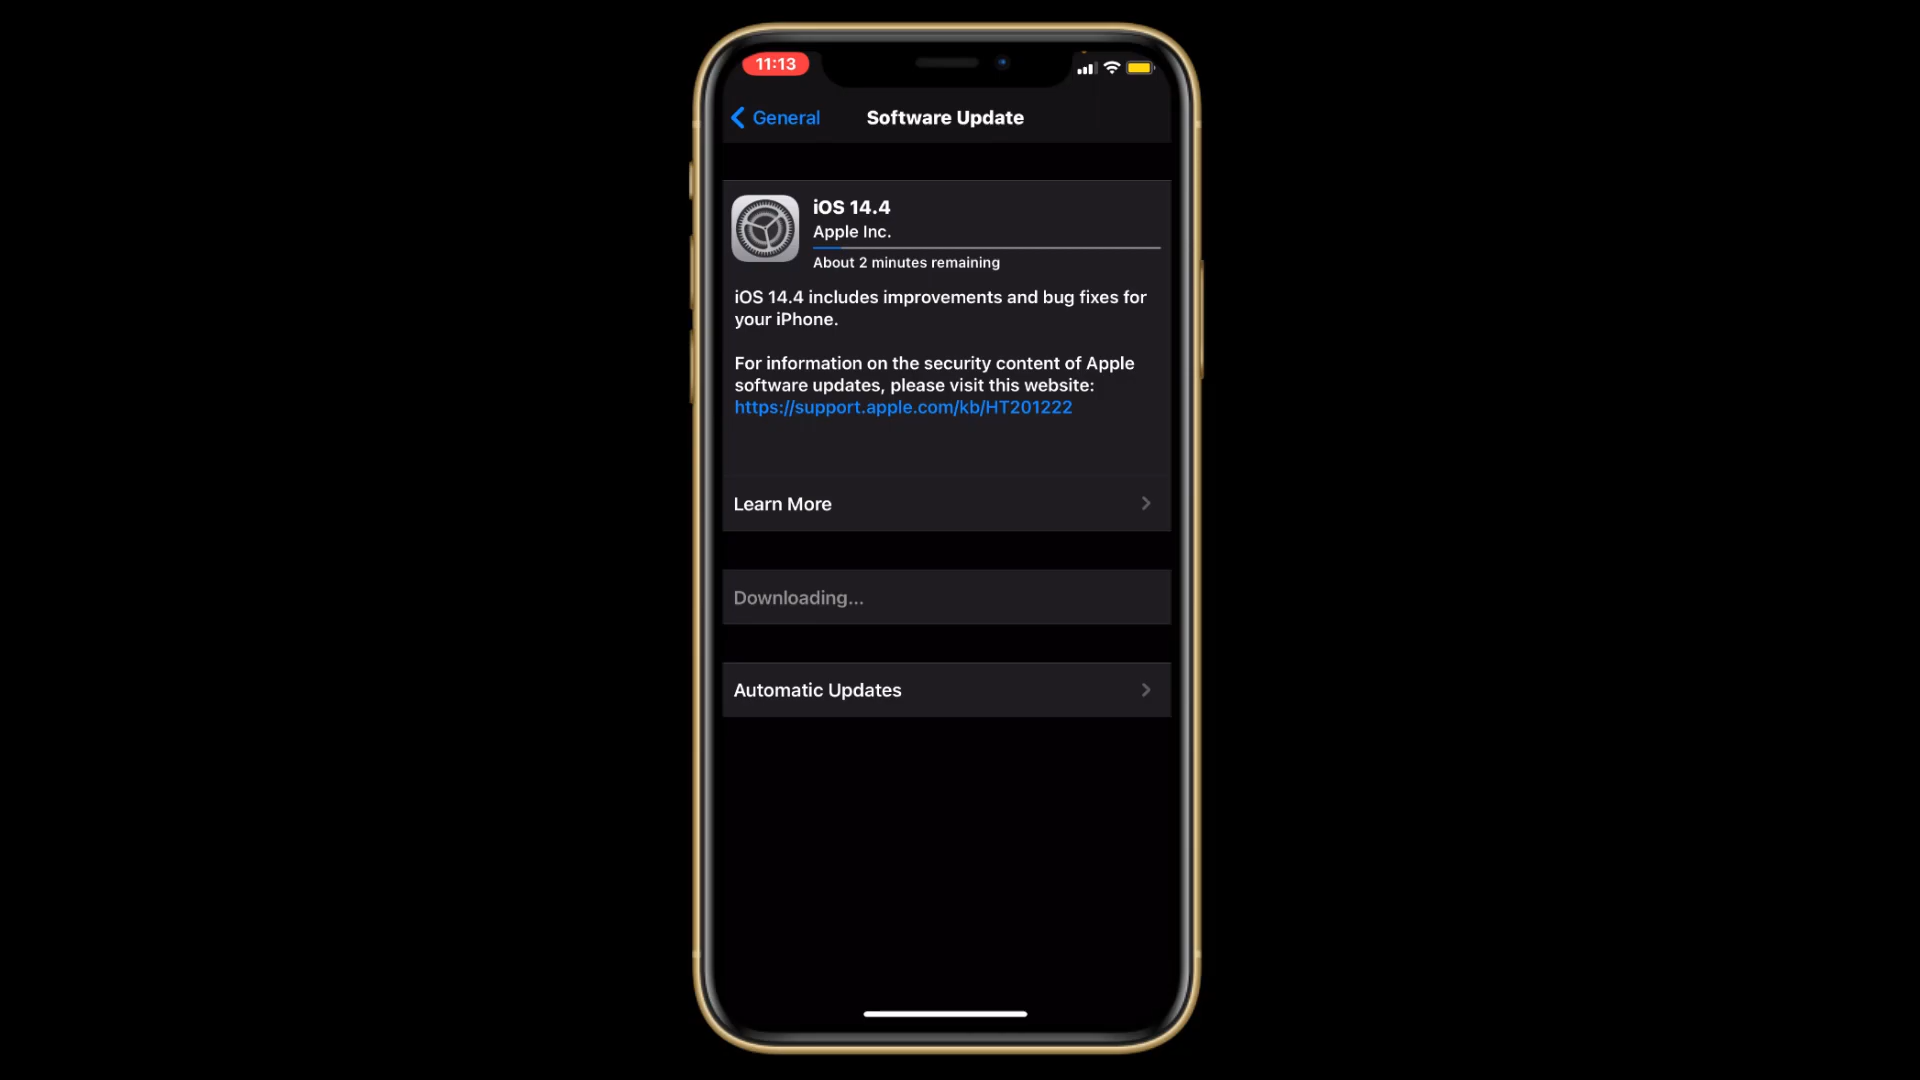 11:13
General
Software Update
iOS 14.4
Apple Inc.
About 2 minutes remaining
iOS 14.4 includes improvements and bug fixes for
your iPhone.
For information on the security content of Apple
software updates, please visit this website:
https://support.apple.com/kb/HT201222
Learn More
Downloading...
Automatic Updates